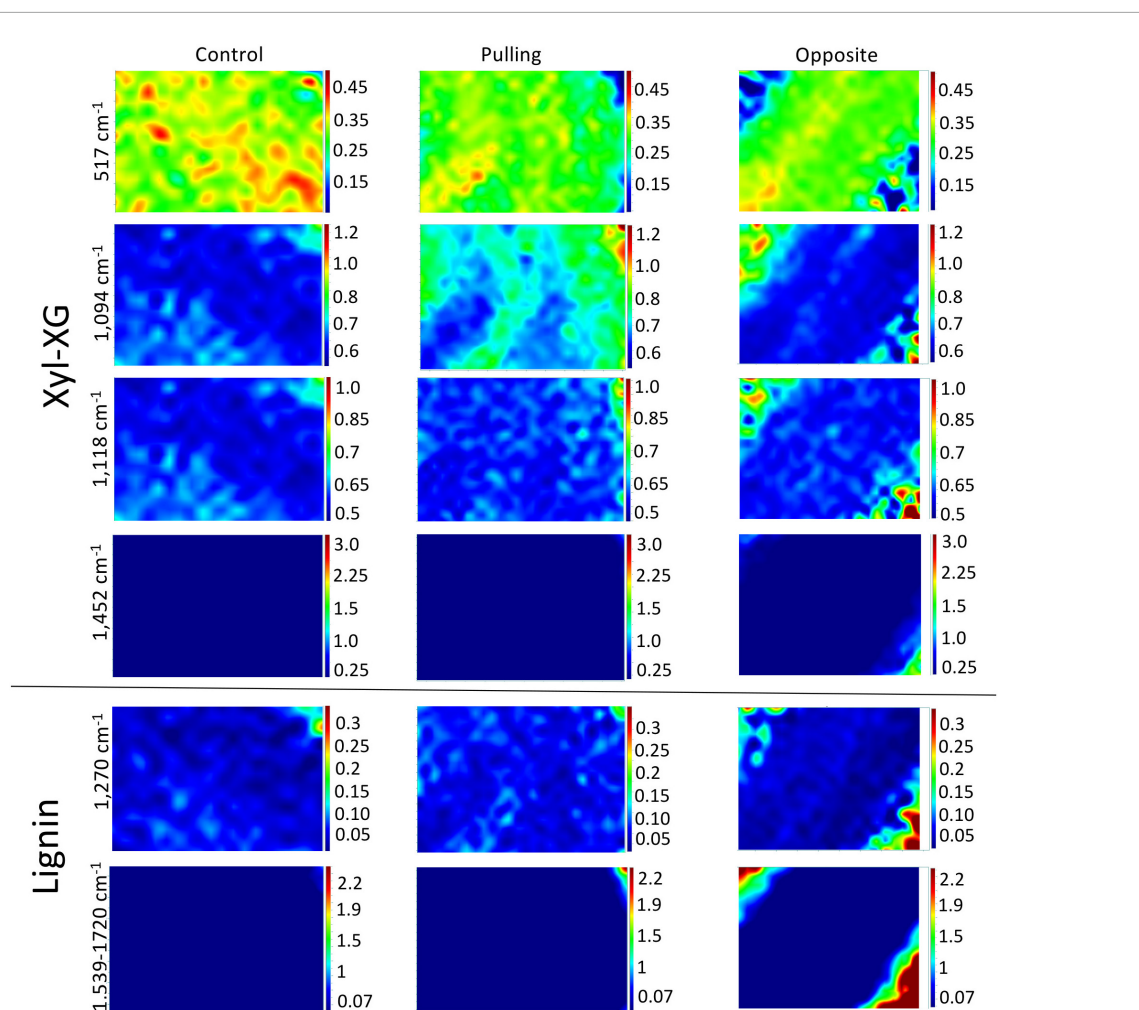 Control Pulling Opposite
Xyl-XG
517 cm-1
0.45 0.45 0.45
0.35 0.35 0.35
0.25 0.25 0.25
0.15 0.15 0.15
1,094 cm-1
1.2 1.2 1.2
1.0 1.0 1.0
0.8 0.8 0.8
0.7 0.7 0.7
0.6 0.6 0.6
1,118 cm-1
1.0 1.0 1.0
0.85 0.85 0.85
0.7 0.7 0.7
0.65 0.65 0.65
0.5 0.5 0.5
1,452 cm-1
3.0 3.0 3.0
2.25 2.25 2.25
1.5 1.5 1.5
1.0 1.0 1.0
0.25 0.25 0.25
Lignin
1,270 cm-1
0.3 0.3 0.3
0.25 0.25 0.25
0.2 0.2 0.2
0.15 0.15 0.15
0.10 0.10 0.10
0.05 0.05 0.05
1.539-1720 cm-1
2.2 2.2 2.2
1.9 1.9 1.9
1.5 1.5 1.5
1 1 1
0.07 0.07 0.07